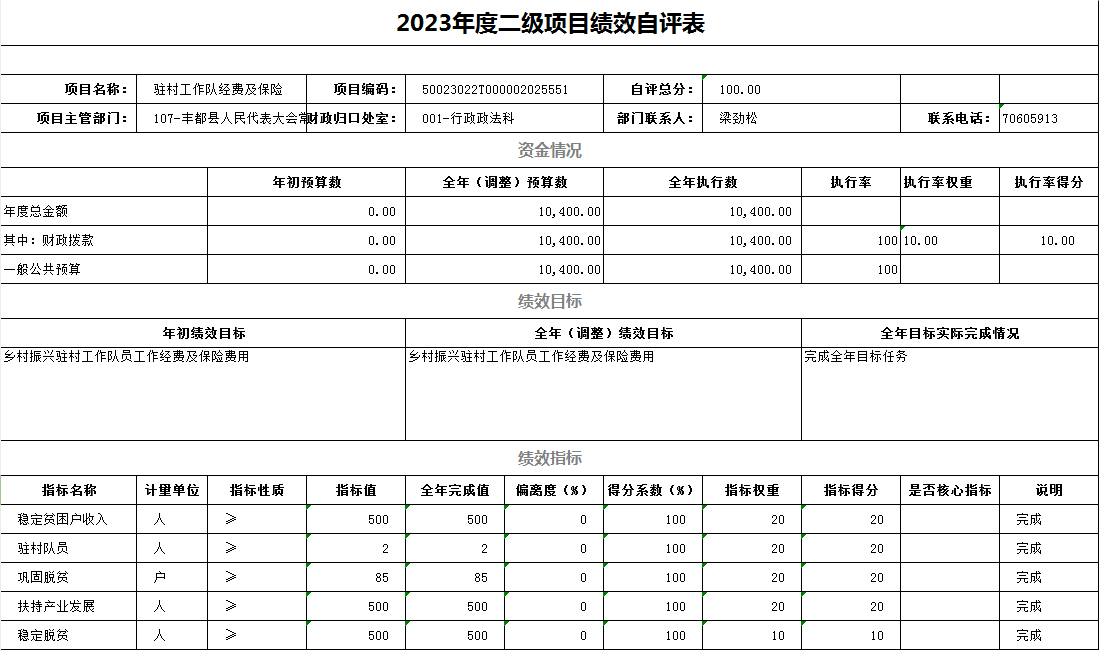 2023年度二级项目绩效自评表
项目名称： 驻村工作队经费及保险 项目编码： 50023022T000002025551 自评总分： 100.00
项目主管部门： 107-丰都县人民代表大会常 财政归口处室： 001-行政政法科 部门联系人： 梁劲松 联系电话： 70605913
资金情况
年初预算数 全年（调整）预算数 全年执行数 执行率 执行率权重 执行率得分
年度总金额 0.00 10,400.00 10,400.00
其中：财政拨款 0.00 10,400.00 10,400.00 100 10.00 10.00
一般公共预算 0.00 10,400.00 10,400.00 100
绩效目标
年初绩效目标 全年（调整）绩效目标 全年目标实际完成情况
乡村振兴驻村工作队员工作经费及保险费用 乡村振兴驻村工作队员工作经费及保险费用 完成全年目标任务
绩效指标
指标名称 计量单位 指标性质 指标值 全年完成值 偏离度（%） 得分系数（%） 指标权重 指标得分 是否核心指标 说明
稳定贫困户收入 人 ≥ 500 500 0 100 20 20 完成
驻村队员 人 ≥ 2 2 0 100 20 20 完成
巩固脱贫 户 ≥ 85 85 0 100 20 20 完成
扶持产业发展 人 ≥ 500 500 0 100 20 20 完成
稳定脱贫 人 ≥ 500 500 0 100 10 10 完成